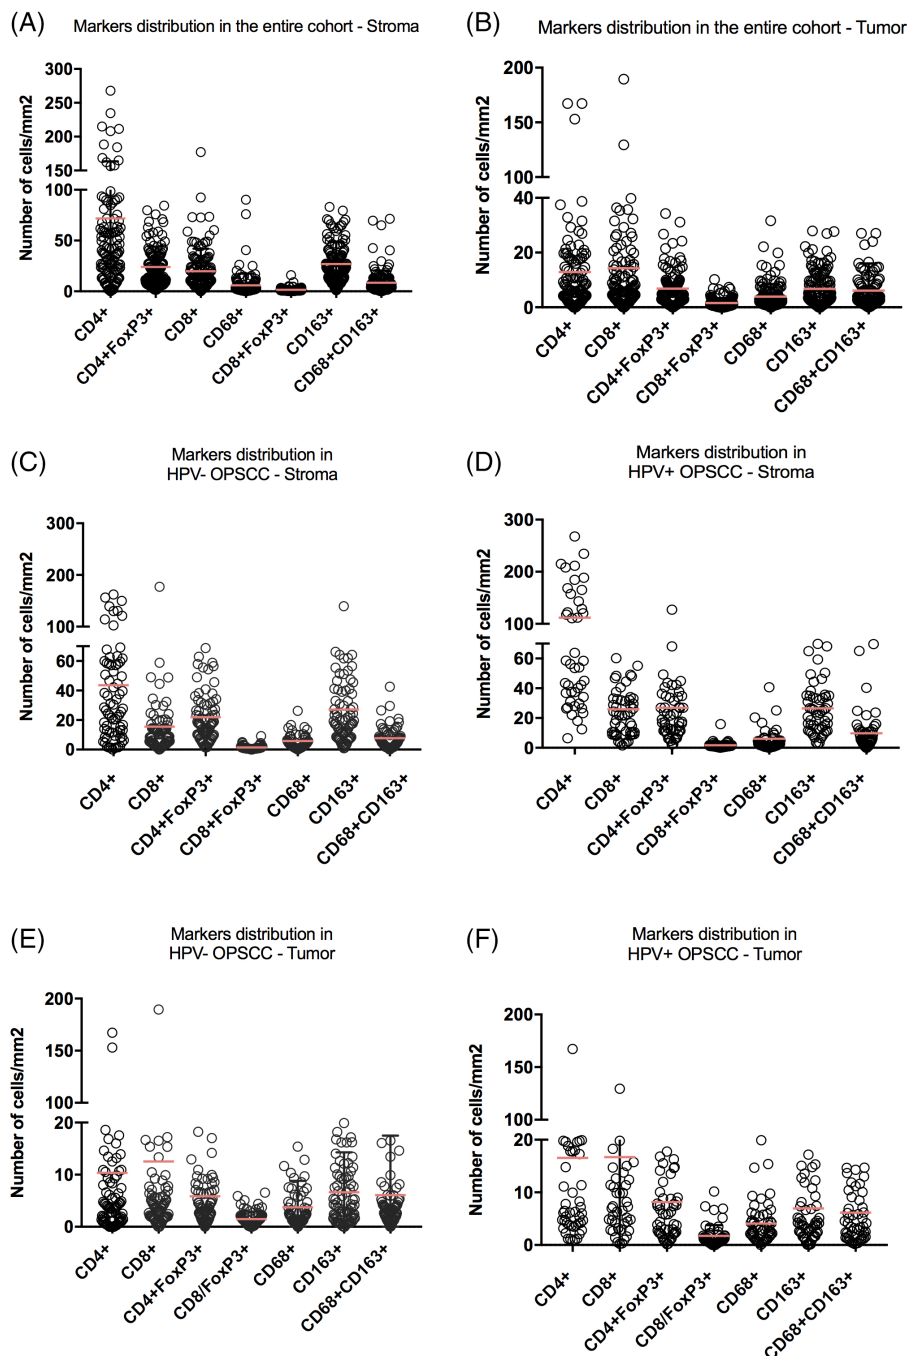 (A)
Markers distribution in the entire cohort - Stroma
Number of cells/mm2
300
250
200
150
100
50
0
CD4+
CD4+FoxP3+
CD8+
CD68+
CD8+FoxP3+
CD163+
CD68+CD163+
(B)
Markers distribution in the entire cohort - Tumor
Number of cells/mm2
200
150
100
40
20
0
CD4+
CD8+
CD4+FoxP3+
CD8+FoxP3+
CD68+
CD163+
CD68+CD163+
(C)
Markers distribution in
HPV- OPSCC - Stroma
Number of cells/mm2
300
200
100
60
40
20
0
CD4+
CD8+
CD4+FoxP3+
CD8+FoxP3+
CD68+
CD163+
CD68+CD163+
(D)
Markers distribution in
HPV+ OPSCC - Stroma
Number of cells/mm2
300
200
100
60
40
20
0
CD4+
CD8+
CD4+FoxP3+
CD8+FoxP3+
CD68+
CD163+
CD68+CD163+
(E)
Markers distribution in
HPV- OPSCC - Tumor
Number of cells/mm2
200
150
100
20
10
0
CD4+
CD8+
CD4+FoxP3+
CD8/FoxP3+
CD68+
CD163+
CD68+CD163+
(F)
Markers distribution in
HPV+ OPSCC - Tumor
Number of cells/mm2
200
150
100
20
10
0
CD4+
CD8+
CD4+FoxP3+
CD8/FoxP3+
CD68+
CD163+
CD68+CD163+